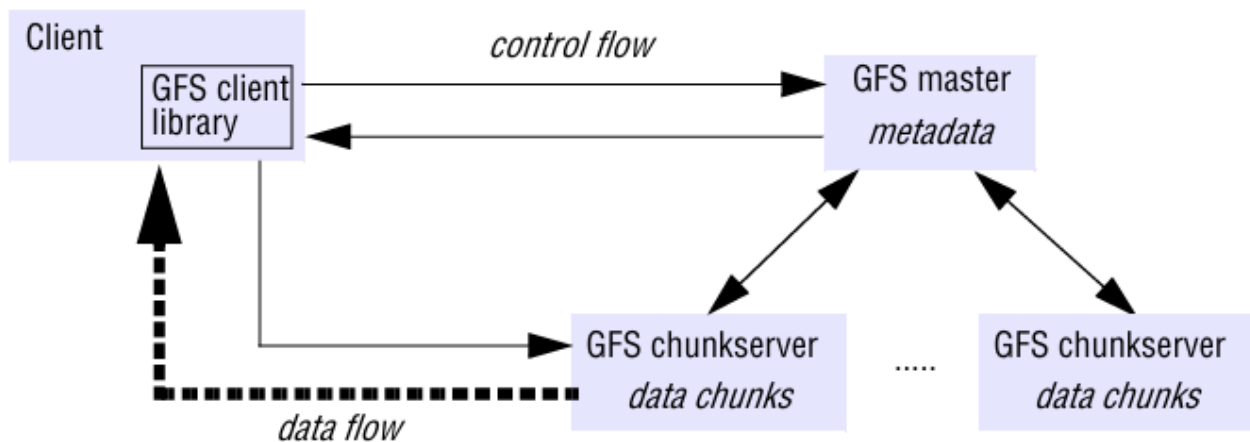 Client
GFS client
library
control flow
GFS master
metadata
GFS chunkserver
data chunks
.....
GFS chunkserver
data chunks
data flow